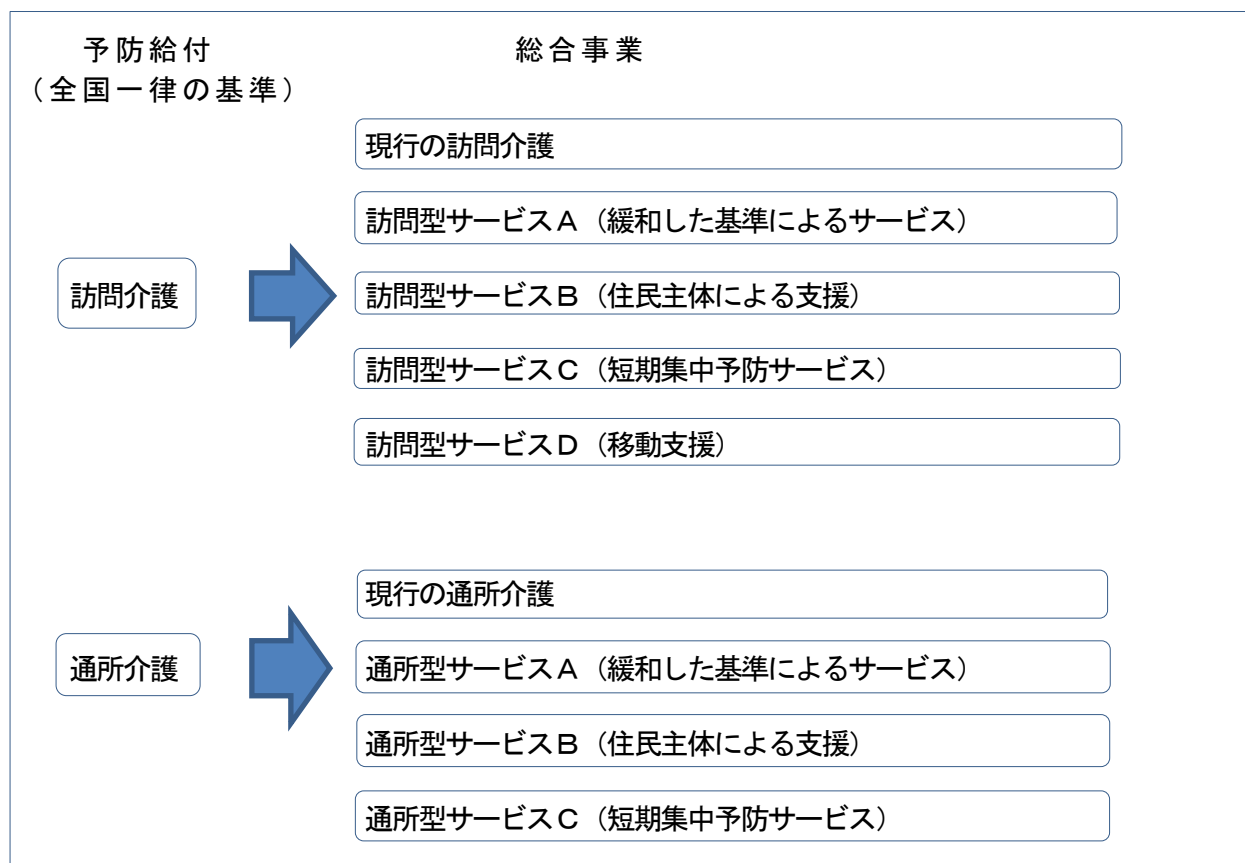 予防給付
（全国一律の基準）
総合事業
訪問介護
現行の訪問介護
訪問型サービスＡ（緩和した基準によるサービス）
訪問型サービスＢ（住民主体による支援）
訪問型サービスＣ（短期集中予防サービス）
訪問型サービスＤ（移動支援）
通所介護
現行の通所介護
通所型サービスＡ（緩和した基準によるサービス）
通所型サービスＢ（住民主体による支援）
通所型サービスＣ（短期集中予防サービス）